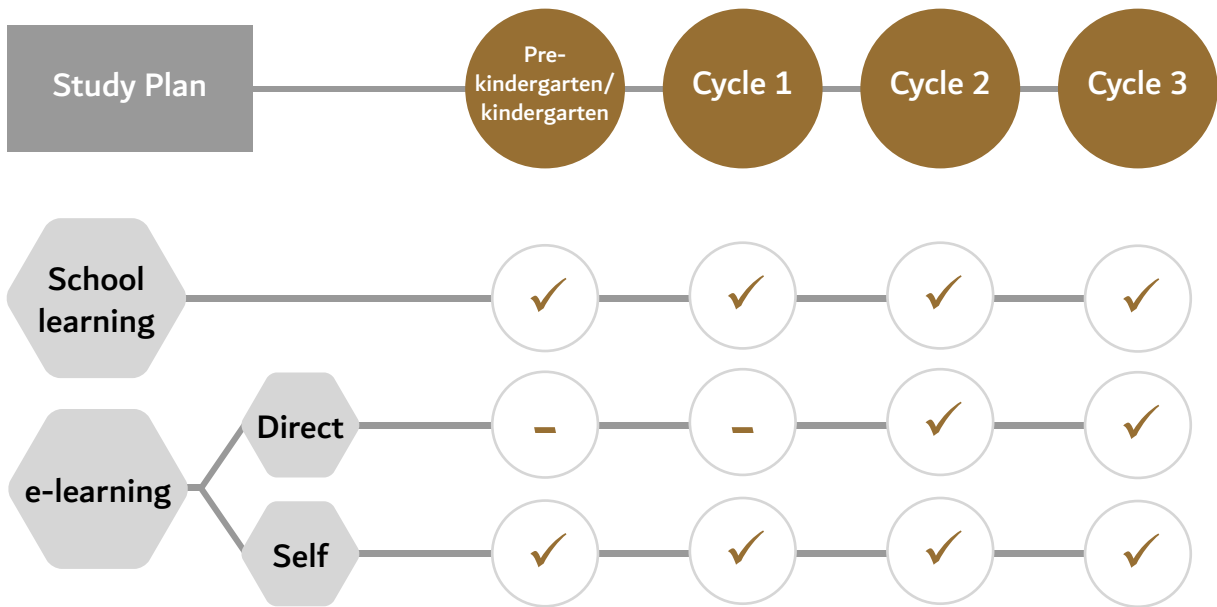 Study Plan
Pre-
kindergarten/
kindergarten
Cycle 1
Cycle 2
Cycle 3
School
learning
✓ ✓ ✓ ✓
e-learning
Direct
- - ✓ ✓
Self
✓ ✓ ✓ ✓